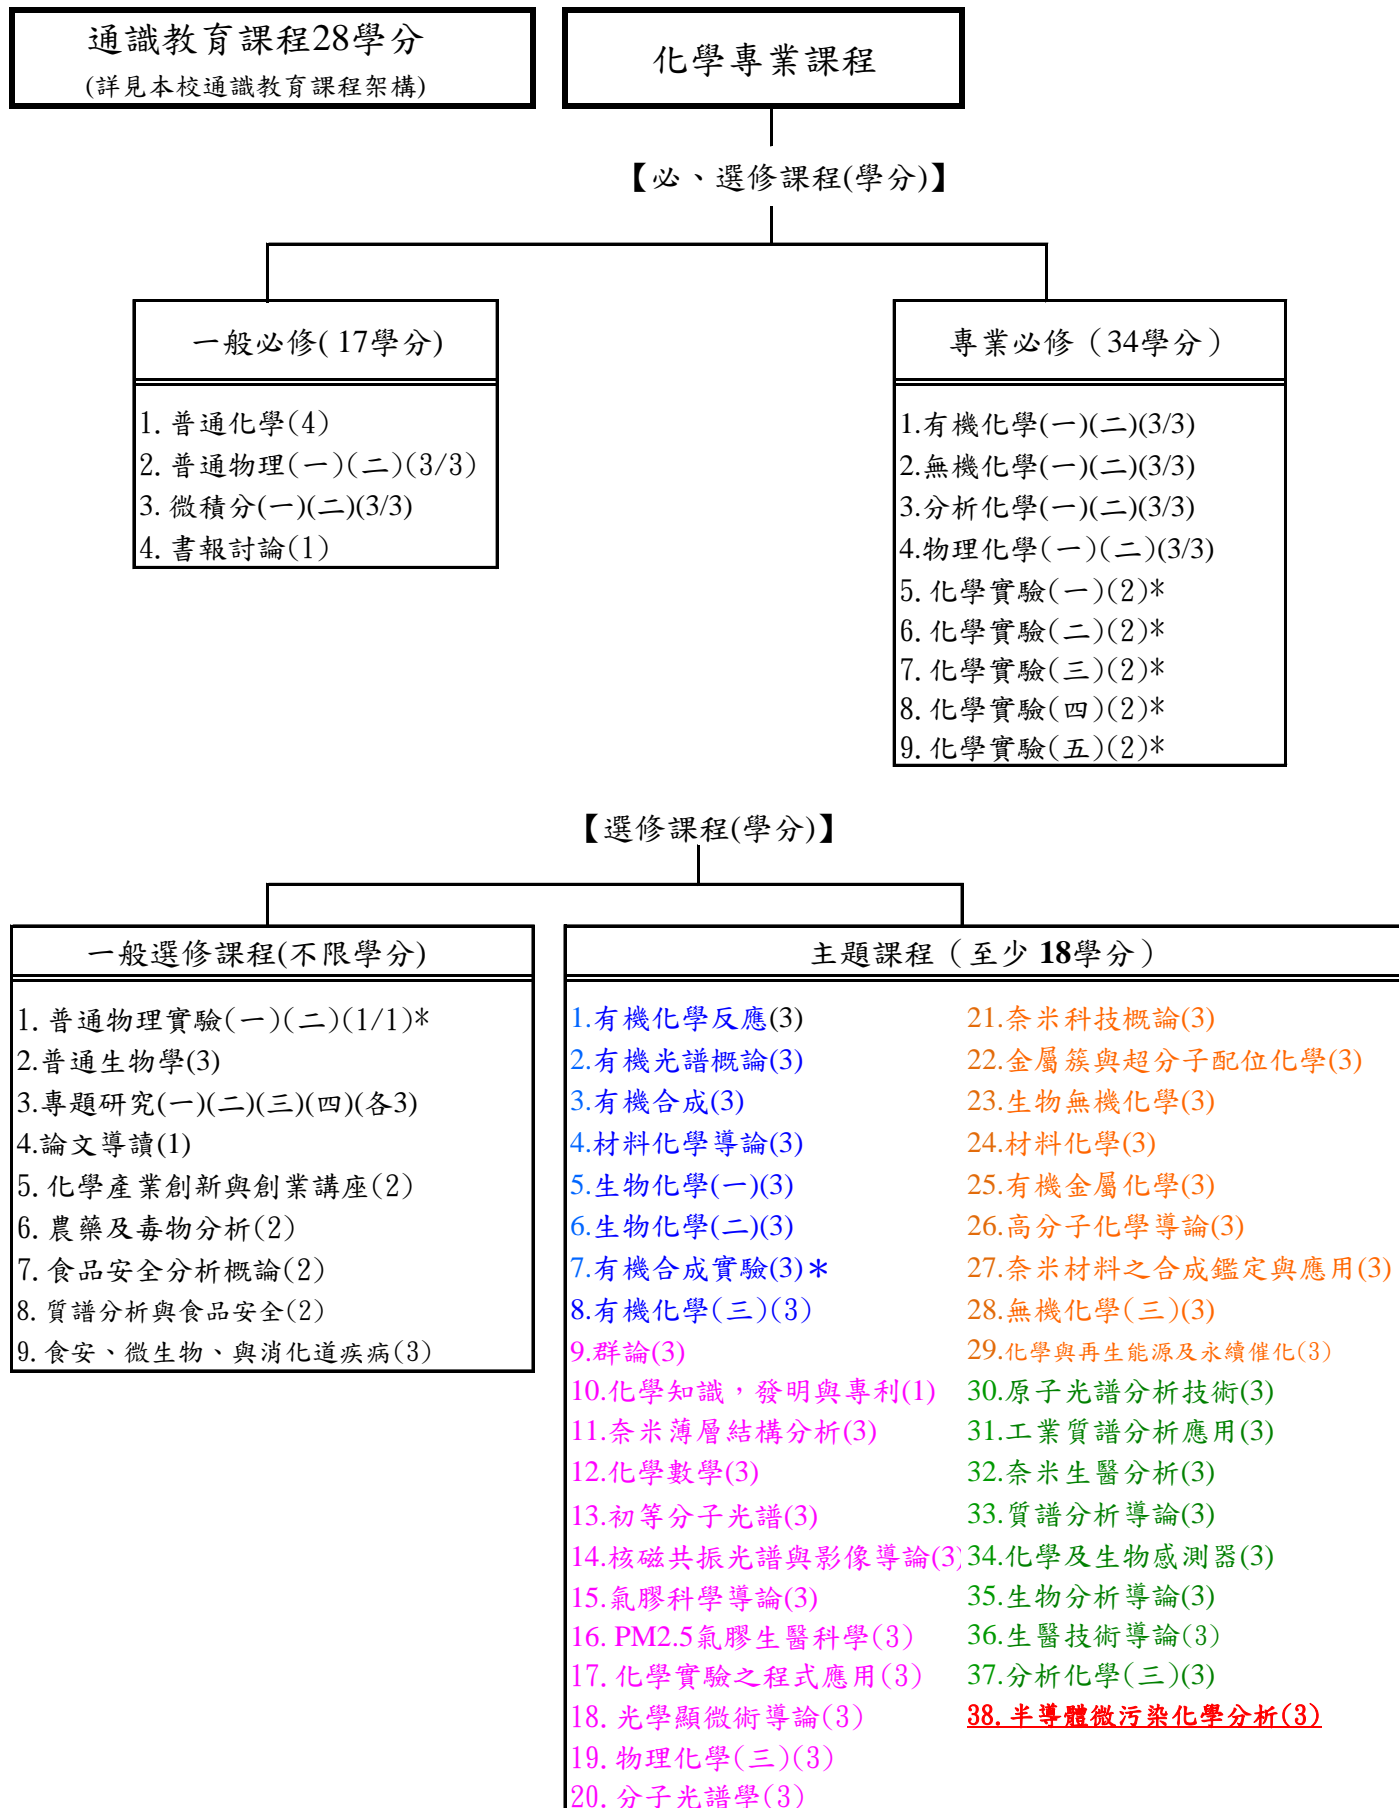 通識教育課程28學分
(詳見本校通識教育課程架構)
化學專業課程
【必、選修課程(學分)】
一般必修( 17學分)
1. 普通化學(4)
2. 普通物理(一)(二)(3/3)
3. 微積分(一)(二)(3/3)
4. 書報討論(1)
專業必修（34學分）
1.有機化學(一)(二)(3/3)
2.無機化學(一)(二)(3/3)
3.分析化學(一)(二)(3/3)
4.物理化學(一)(二)(3/3)
5. 化學實驗(一)(2)*
6. 化學實驗(二)(2)*
7. 化學實驗(三)(2)*
8. 化學實驗(四)(2)*
9. 化學實驗(五)(2)*
【選修課程(學分)】
一般選修課程(不限學分)
1. 普通物理實驗(一)(二)(1/1)*
2.普通生物學(3)
3.專題研究(一)(二)(三)(四)(各3)
4.論文導讀(1)
5. 化學產業創新與創業講座(2)
6. 農藥及毒物分析(2)
7. 食品安全分析概論(2)
8. 質譜分析與食品安全(2)
9. 食安、微生物、與消化道疾病(3)
主題課程（至少 18學分）
1.有機化學反應(3)
2.有機光譜概論(3)
3.有機合成(3)
4.材料化學導論(3)
5.生物化學(一)(3)
6.生物化學(二)(3)
7.有機合成實驗(3)＊
8.有機化學(三)(3)
9.群論(3)
10.化學知識，發明與專利(1)
11.奈米薄層結構分析(3)
12.化學數學(3)
13.初等分子光譜(3)
14.核磁共振光譜與影像導論(3)
15.氣膠科學導論(3)
16. PM2.5氣膠生醫科學(3)
17. 化學實驗之程式應用(3)
18. 光學顯微術導論(3)
19. 物理化學(三)(3)
20. 分子光譜學(3)
21.奈米科技概論(3)
22.金屬簇與超分子配位化學(3)
23.生物無機化學(3)
24.材料化學(3)
25.有機金屬化學(3)
26.高分子化學導論(3)
27.奈米材料之合成鑑定與應用(3)
28.無機化學(三)(3)
29.化學與再生能源及永續催化(3)
30.原子光譜分析技術(3)
31.工業質譜分析應用(3)
32.奈米生醫分析(3)
33.質譜分析導論(3)
34.化學及生物感測器(3)
35.生物分析導論(3)
36.生醫技術導論(3)
37.分析化學(三)(3)
38. 半導體微污染化學分析(3)